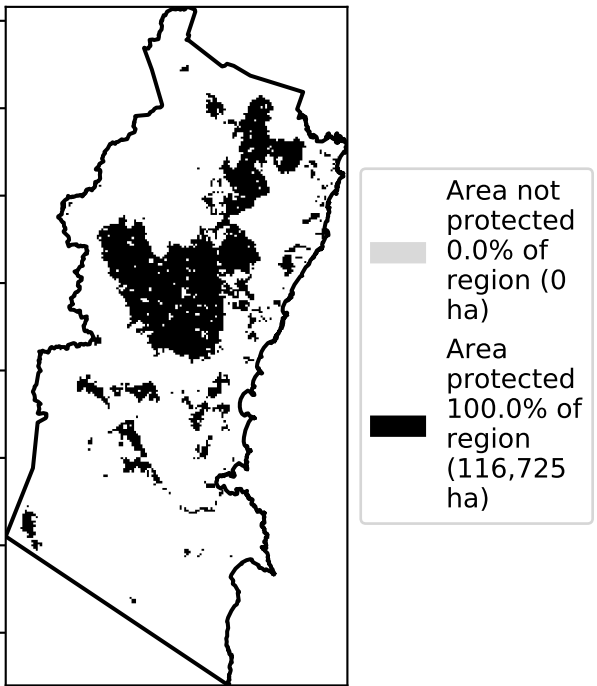 Area not
protected
0.0% of
region (0
ha)
Area
protected
100.0% of
region
(116,725
ha)